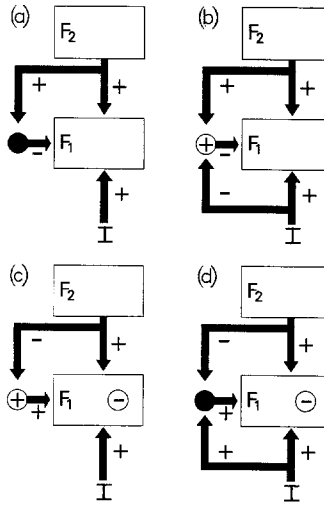 (a)
F2
+ +
− F1
+
I
(b)
F2
+ +
+ − F1
− +
I
(c)
F2
− +
+ + F1 −
+
I
(d)
F2
− +
+ F1 −
+ +
I